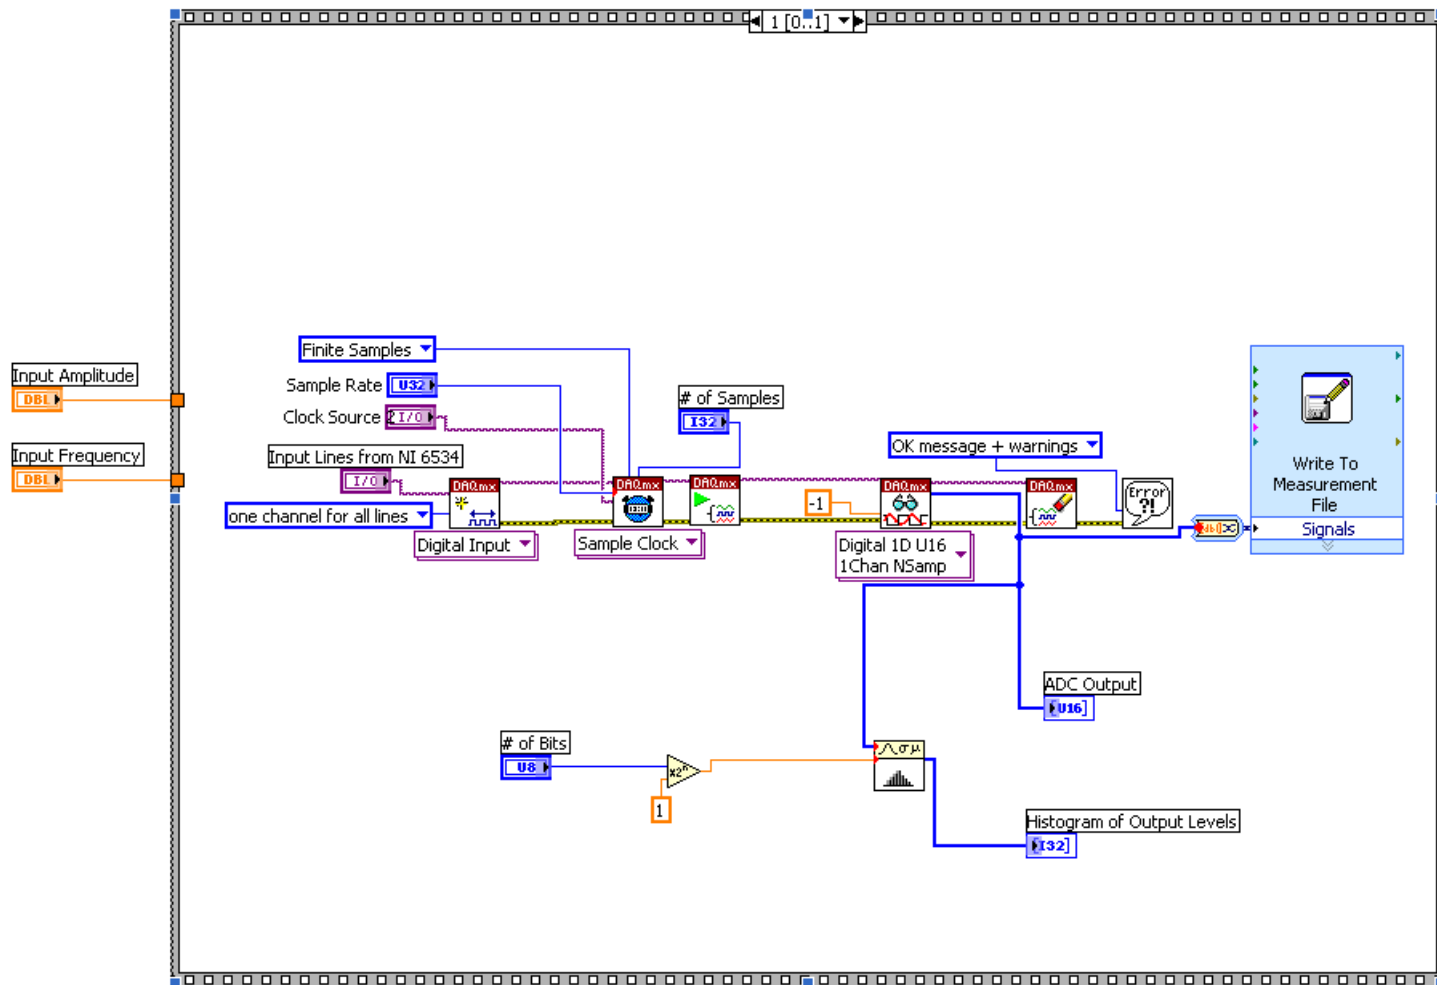 1 [0..1]
Finite Samples
Input Amplitude
DBL
Sample Rate
U32
# of Samples
I32
Clock Source
I/O
Input Frequency
DBL
Input Lines from NI 6534
I/O
OK message + warnings
one channel for all lines
DAQmx
DAQmx
DAQmx
-1
DAQmx
DAQmx
Error
?!
Write To
Measurement
File
Signals
Digital Input
Sample Clock
Digital 1D U16
1Chan NSamp
ADC Output
[U16]
# of Bits
U8
x2ⁿ
1
σμ
Histogram of Output Levels
[I32]